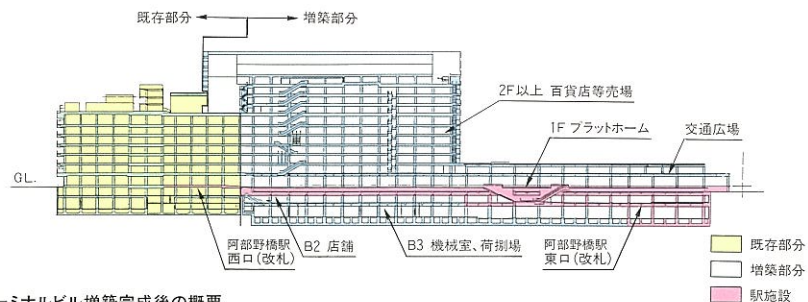 既存部分 増築部分
2F以上 百貨店等売場
1F プラットホーム
交通広場
GL.
阿部野橋駅
西口(改札)
B2 店舗
B3 機械室、荷捌場
阿部野橋駅
東口(改札)
既存部分
増築部分
駅施設
ーミナルビル増築完成後の概要